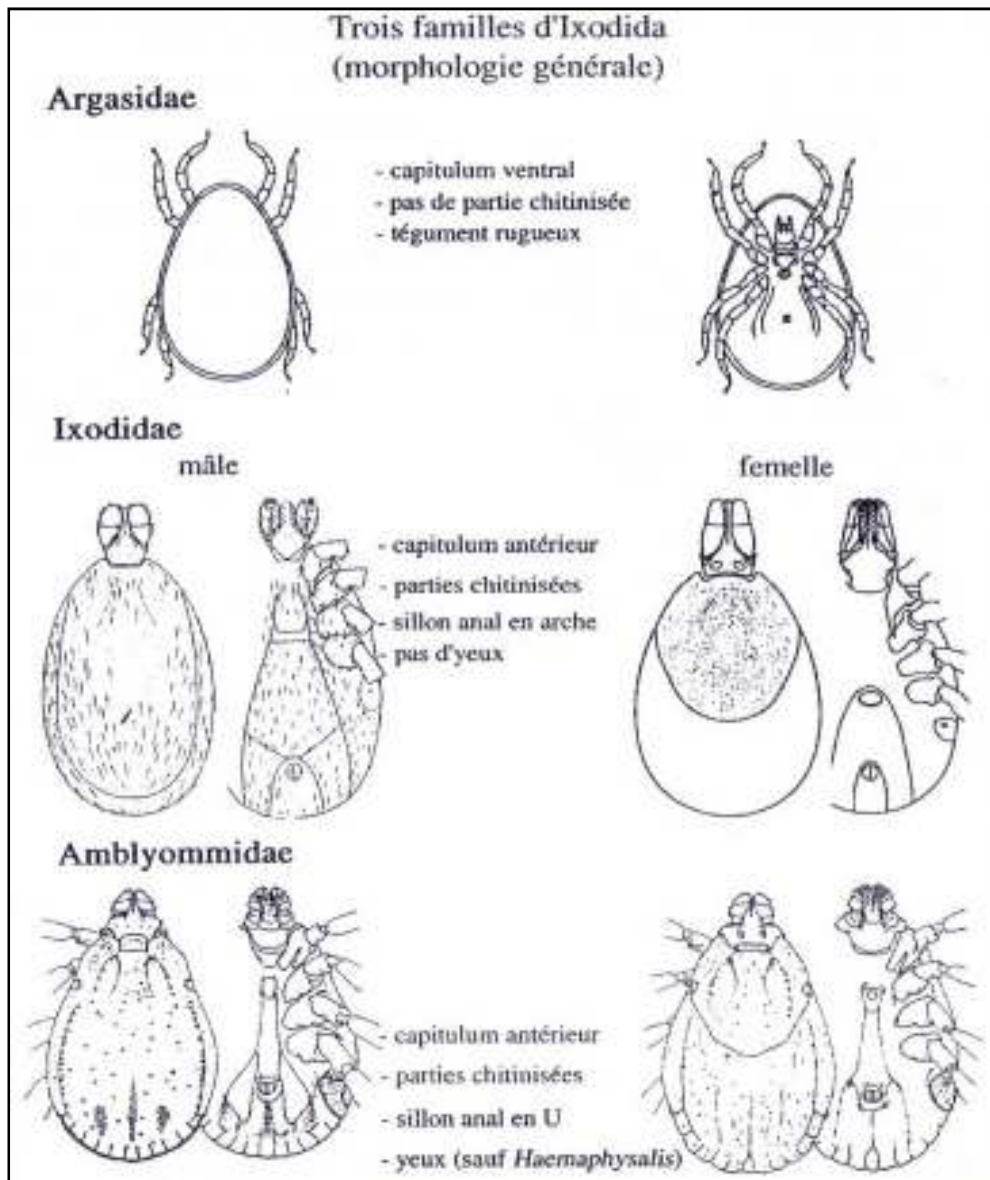 Trois familles d'Ixodida
(morphologie générale)
Argasidae
- capitulum ventral
- pas de partie chitinisée
- tégument rugueux
Ixodidae
mâle
femelle
- capitulum antérieur
- parties chitinisées
- sillon anal en arche
- pas d'yeux
Amblyommidae
- capitulum antérieur
- parties chitinisées
- sillon anal en U
- yeux (sauf Haemaphysalis)